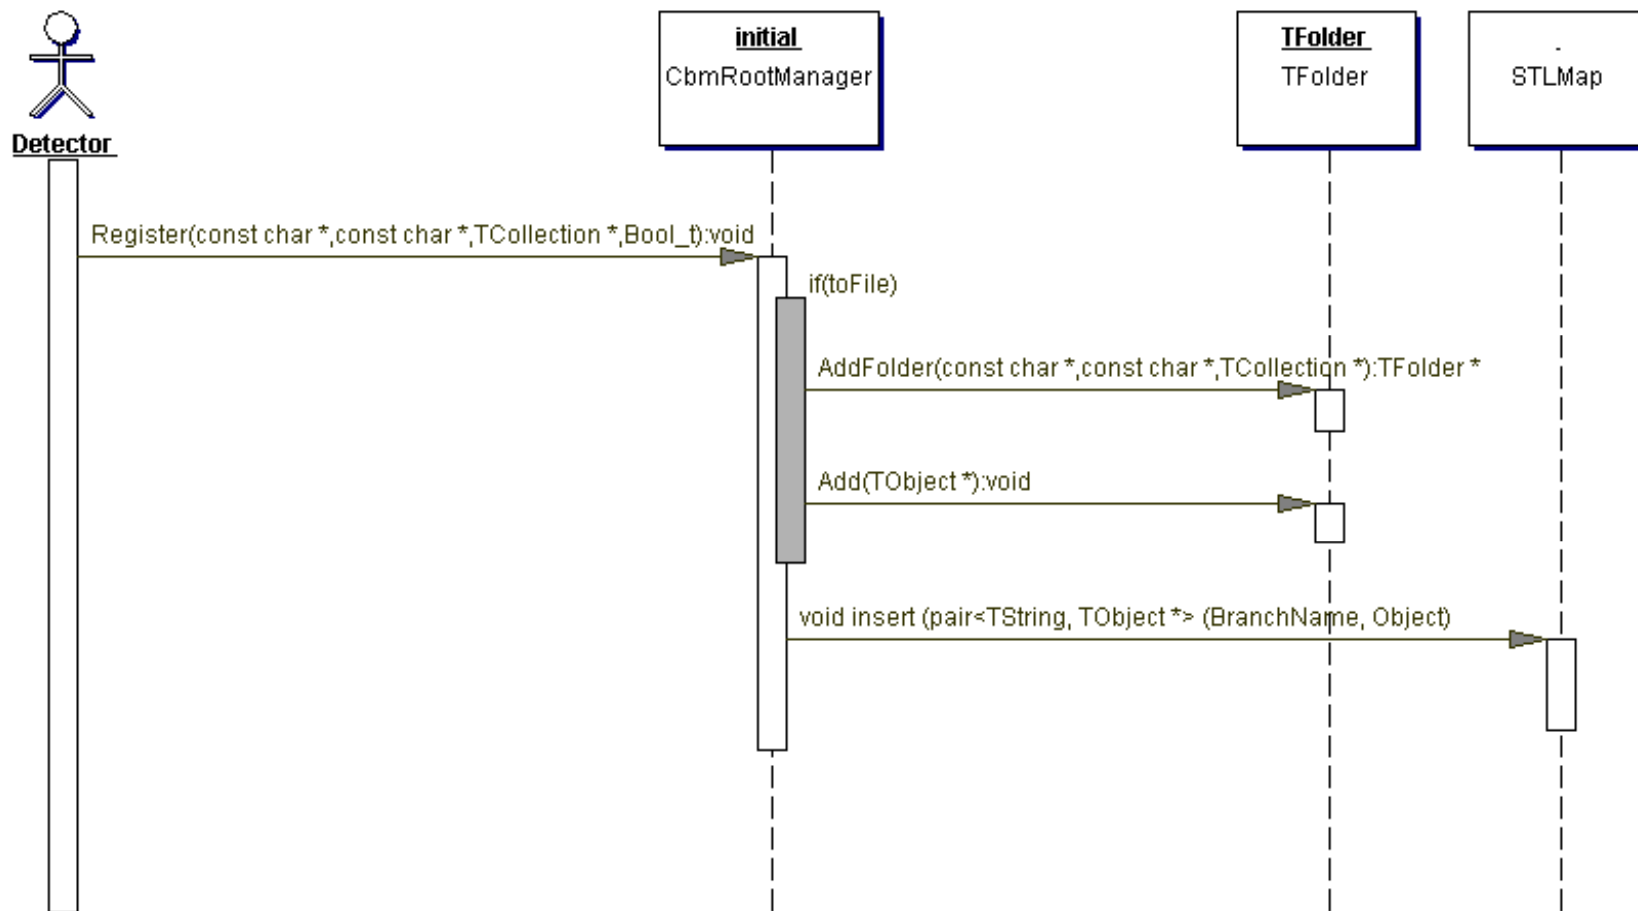 initial
CbmRootManager
TFolder
TFolder
STLMap
Detector
Register(const char *,const char *,TCollection *,Bool_t):void
if(toFile)
AddFolder(const char *,const char *,TCollection *):TFolder *
Add(TObject *):void
void insert (pair<TString, TObject *> (BranchName, Object)